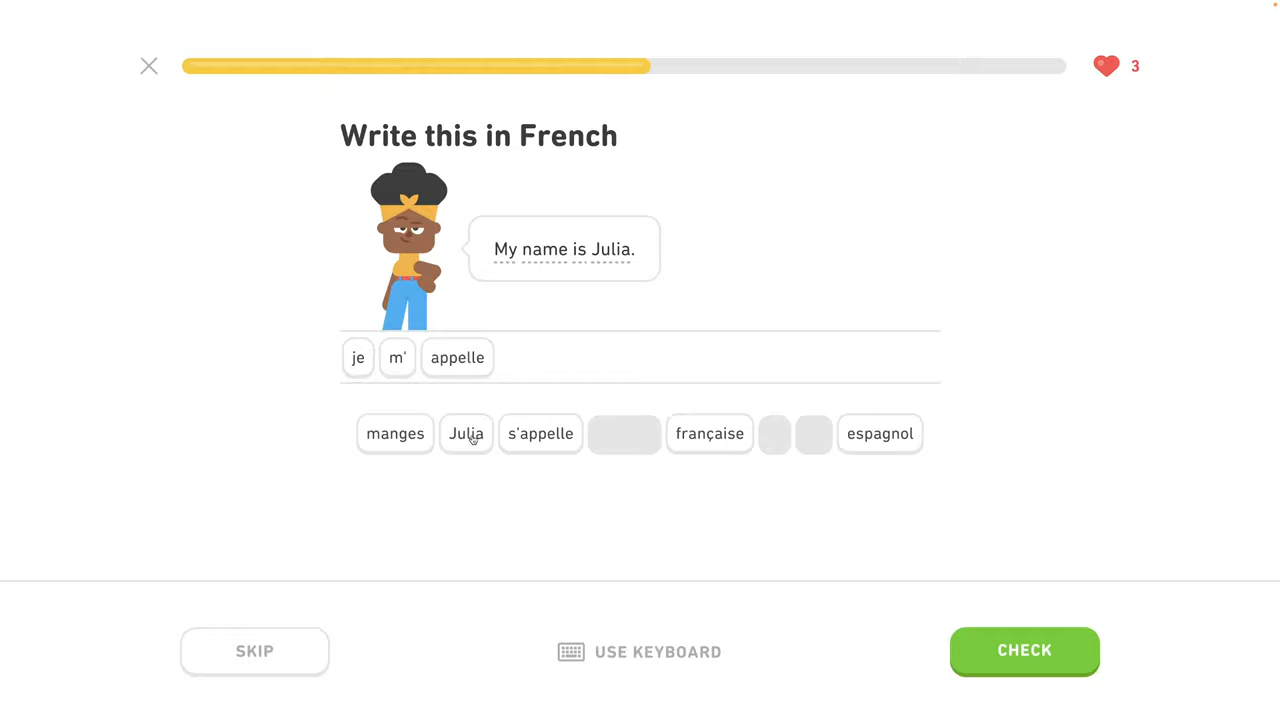 3
Write this in French
My name is Julia.
je m' appelle
manges Julia s'appelle française espagnol
SKIP USE KEYBOARD CHECK